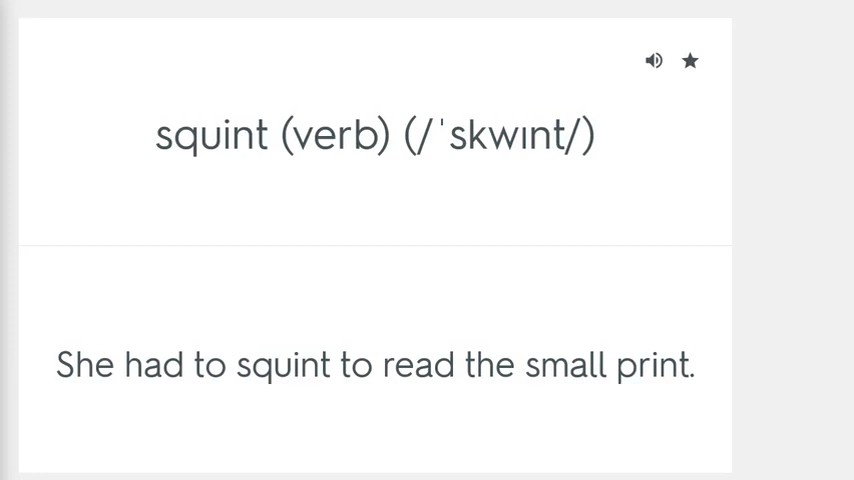 squint (verb) (/ˈskwɪnt/)
She had to squint to read the small print.